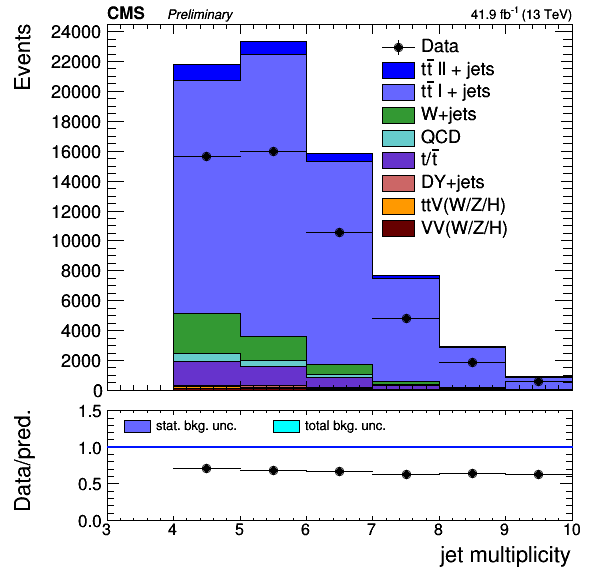 CMS Preliminary 41.9 fb⁻¹ (13 TeV)
Events
24000
22000
20000
18000
16000
14000
12000
10000
8000
6000
4000
2000
0
Data
tt̄ ll + jets
tt̄ l + jets
W+jets
QCD
t/t̄
DY+jets
ttV(W/Z/H)
VV(W/Z/H)
Data/pred.
1.5
1.0
0.5
0.0
stat. bkg. unc. total bkg. unc.
3 4 5 6 7 8 9 10
jet multiplicity